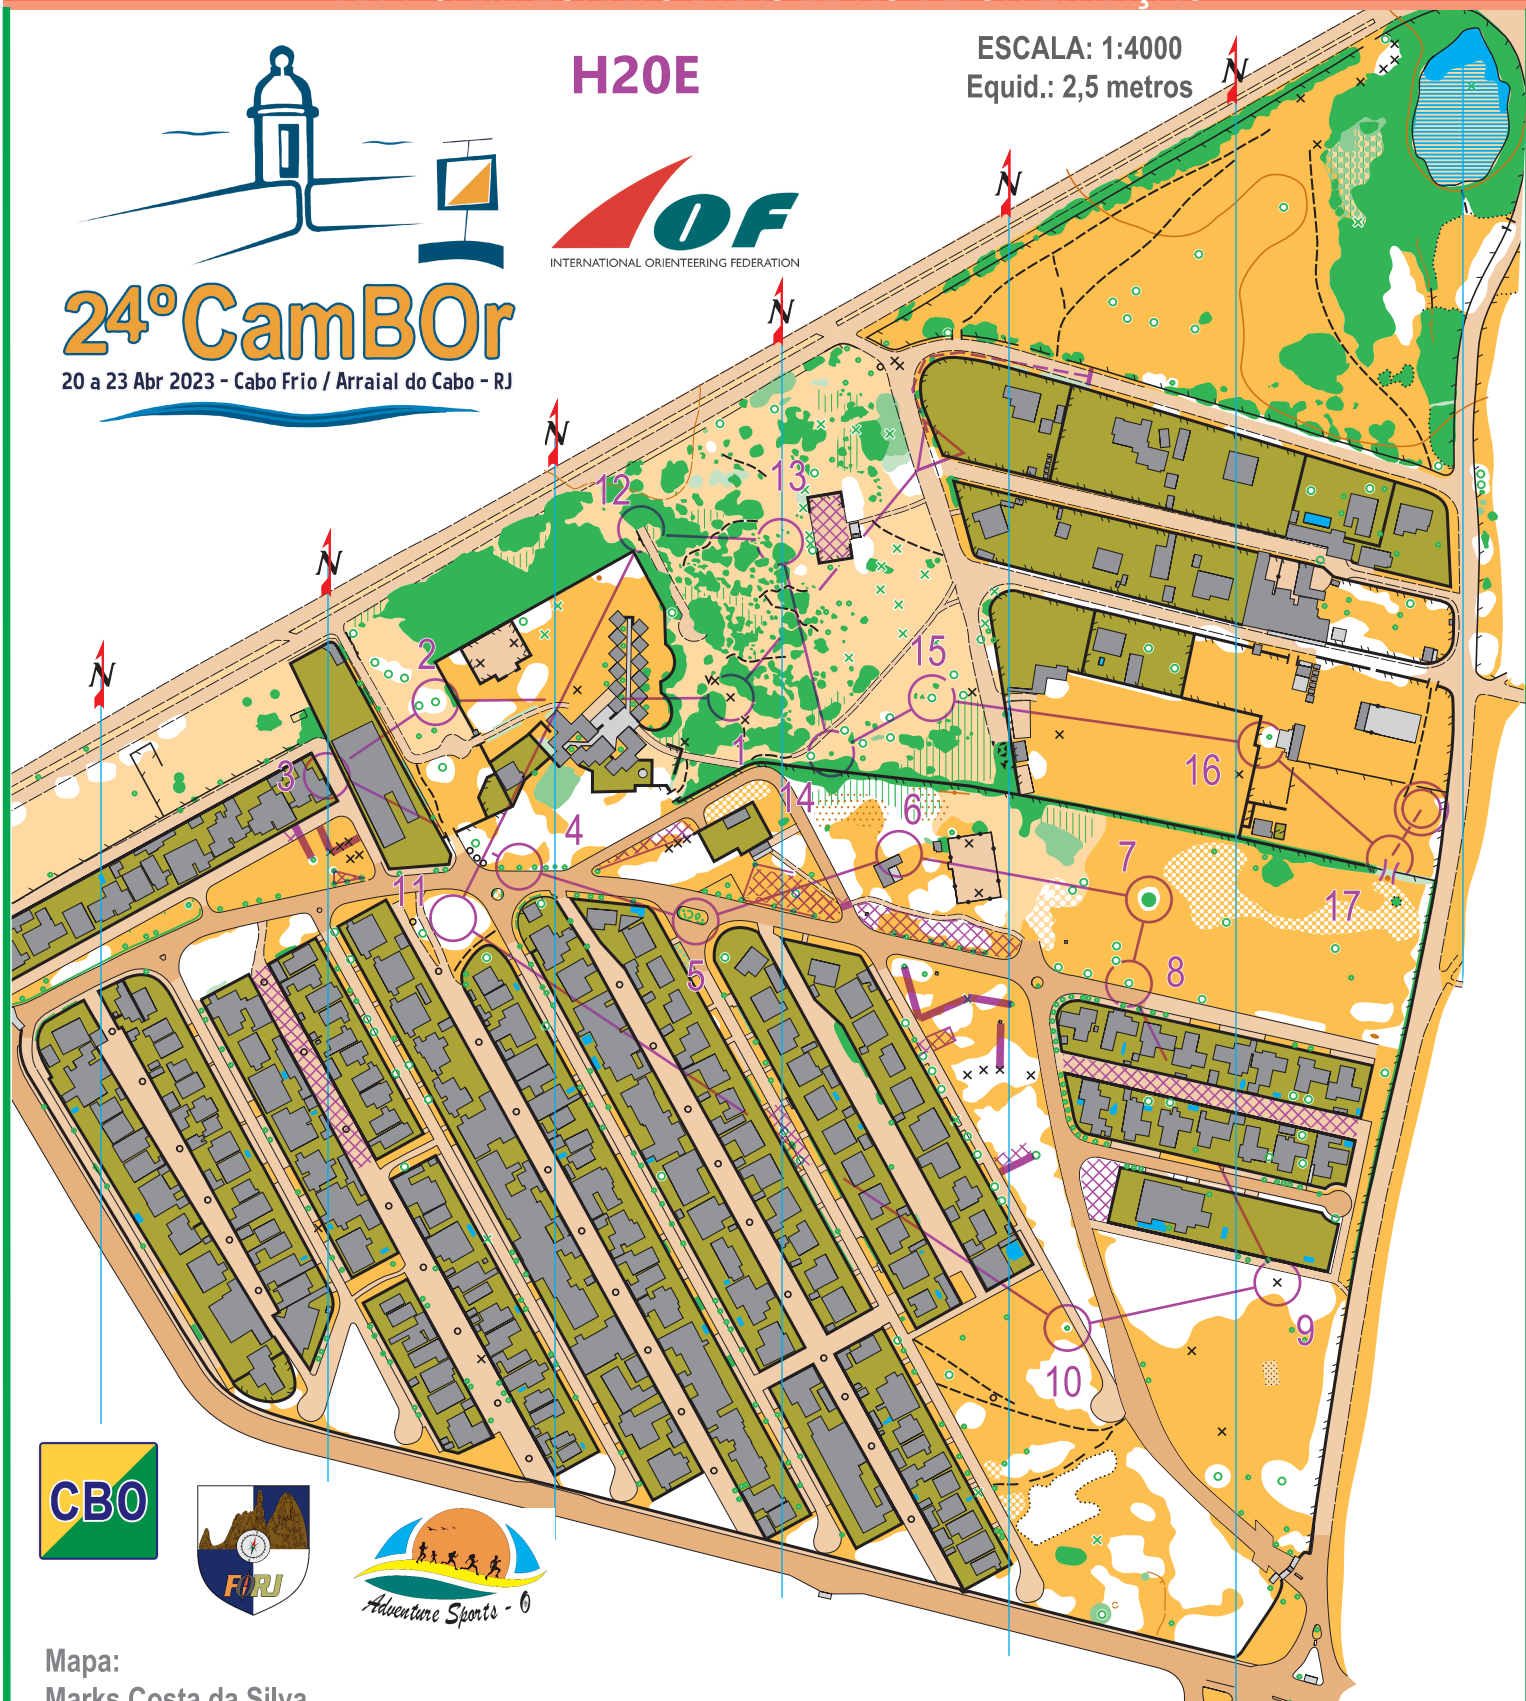 H20E
ESCALA: 1:4000
Equid.: 2,5 metros
IOF
INTERNATIONAL ORIENTEERING FEDERATION
24ºCamBOr
20 a 23 Abr 2023 - Cabo Frio / Arraial do Cabo - RJ
N
N
N
N
N
N
N
12
13
2
15
3
1
16
14
4
6
7
11
17
5
8
9
10
CBO
FORJ
Adventure Sports - O
Mapa:
Marks Costa da Silva